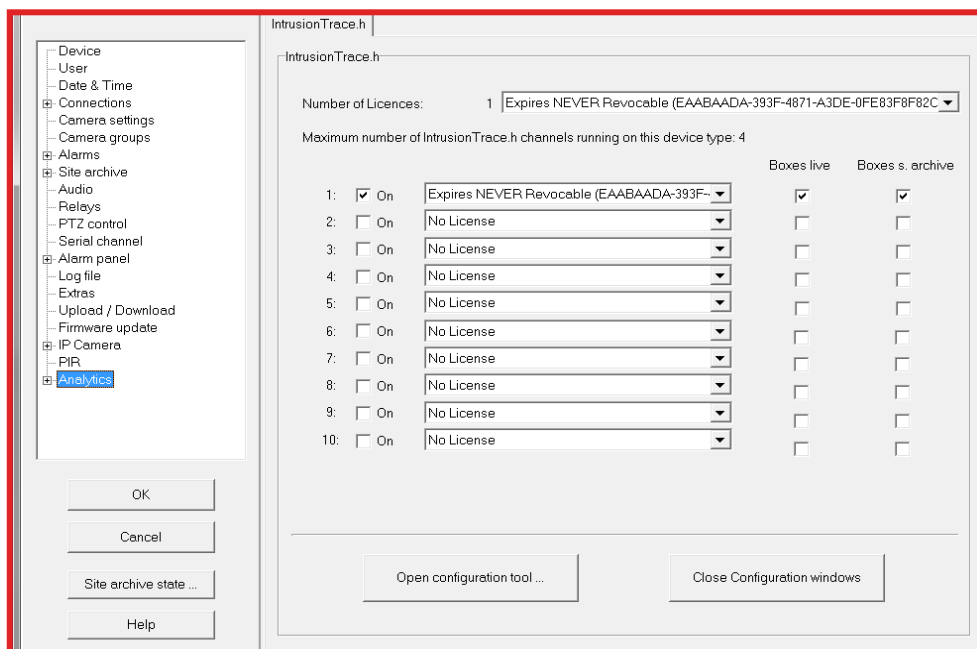 IntrusionTrace.h
Device
User
Date & Time
Connections
Camera settings
Camera groups
Alarms
Site archive
Audio
Relays
PTZ control
Serial channel
Alarm panel
Log file
Extras
Upload / Download
Firmware update
IP Camera
PIR
Analytics
OK
Cancel
Site archive state ...
Help
IntrusionTrace.h
Number of Licences: 1 Expires NEVER Revocable (EAABAADA-393F-4871-A3DE-0FE83F8F82C
Maximum number of IntrusionTrace.h channels running on this device type: 4
Boxes live Boxes s. archive
1: On Expires NEVER Revocable (EAABAADA-393F-
2: On No License
3: On No License
4: On No License
5: On No License
6: On No License
7: On No License
8: On No License
9: On No License
10: On No License
Open configuration tool ... Close Configuration windows